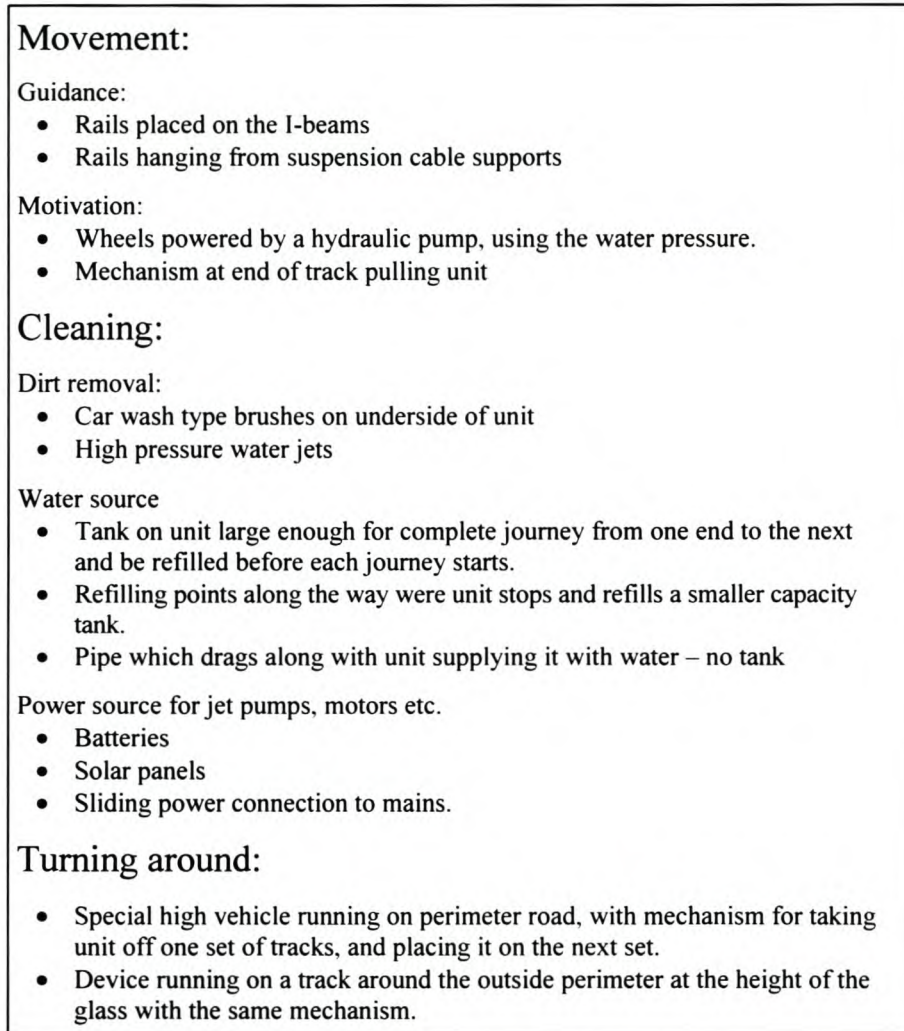 Movement:
Guidance:
• Rails placed on the I-beams
• Rails hanging from suspension cable supports
Motivation:
• Wheels powered by a hydraulic pump, using the water pressure.
• Mechanism at end of track pulling unit
Cleaning:
Dirt removal:
• Car wash type brushes on underside of unit
• High pressure water jets
Water source
• Tank on unit large enough for complete journey from one end to the next
and be refilled before each journey starts.
• Refilling points along the way were unit stops and refills a smaller capacity
tank.
• Pipe which drags along with unit supplying it with water – no tank
Power source for jet pumps, motors etc.
• Batteries
• Solar panels
• Sliding power connection to mains.
Turning around:
• Special high vehicle running on perimeter road, with mechanism for taking
unit off one set of tracks, and placing it on the next set.
• Device running on a track around the outside perimeter at the height of the
glass with the same mechanism.